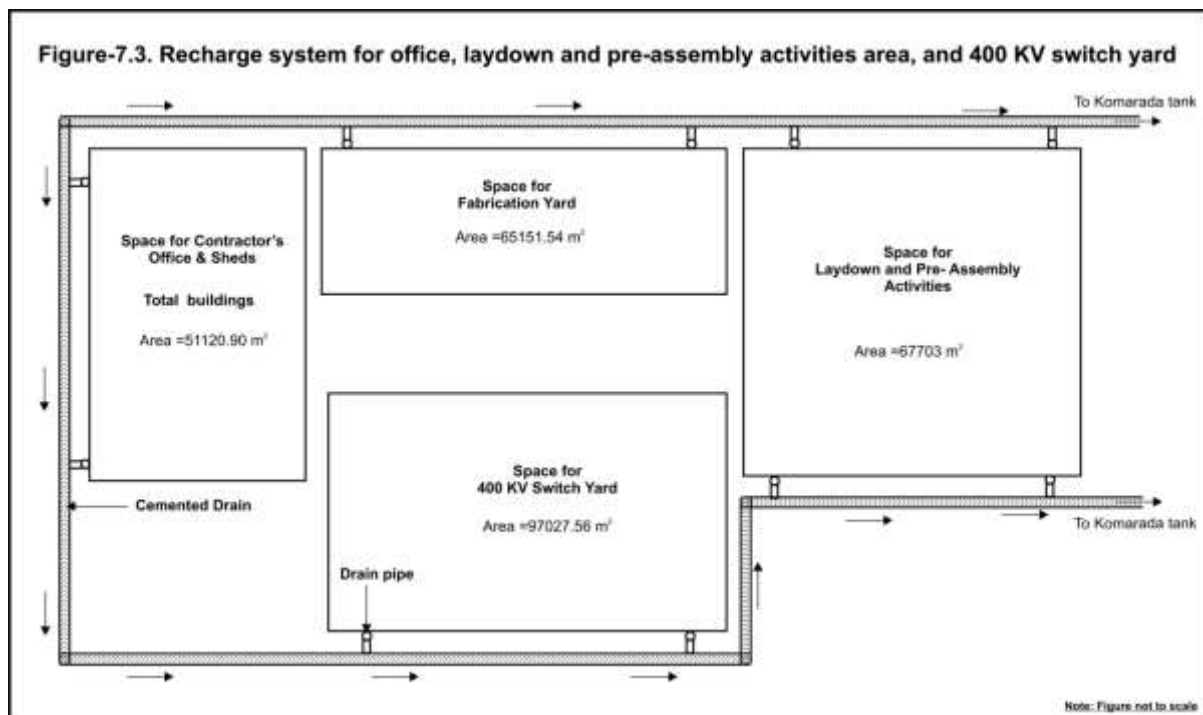 Figure-7.3. Recharge system for office, laydown and pre-assembly activities area, and 400 KV switch yard
To Komarada tank
Space for Contractor's
Office & Sheds
Total buildings
Area =51120.90 m²
Space for
Fabrication Yard
Area =65151.54 m²
Space for
Laydown and Pre- Assembly
Activities
Area =67703 m²
Space for
400 KV Switch Yard
Area =97027.56 m²
Cemented Drain
Drain pipe
To Komarada tank
Note: Figure not to scale